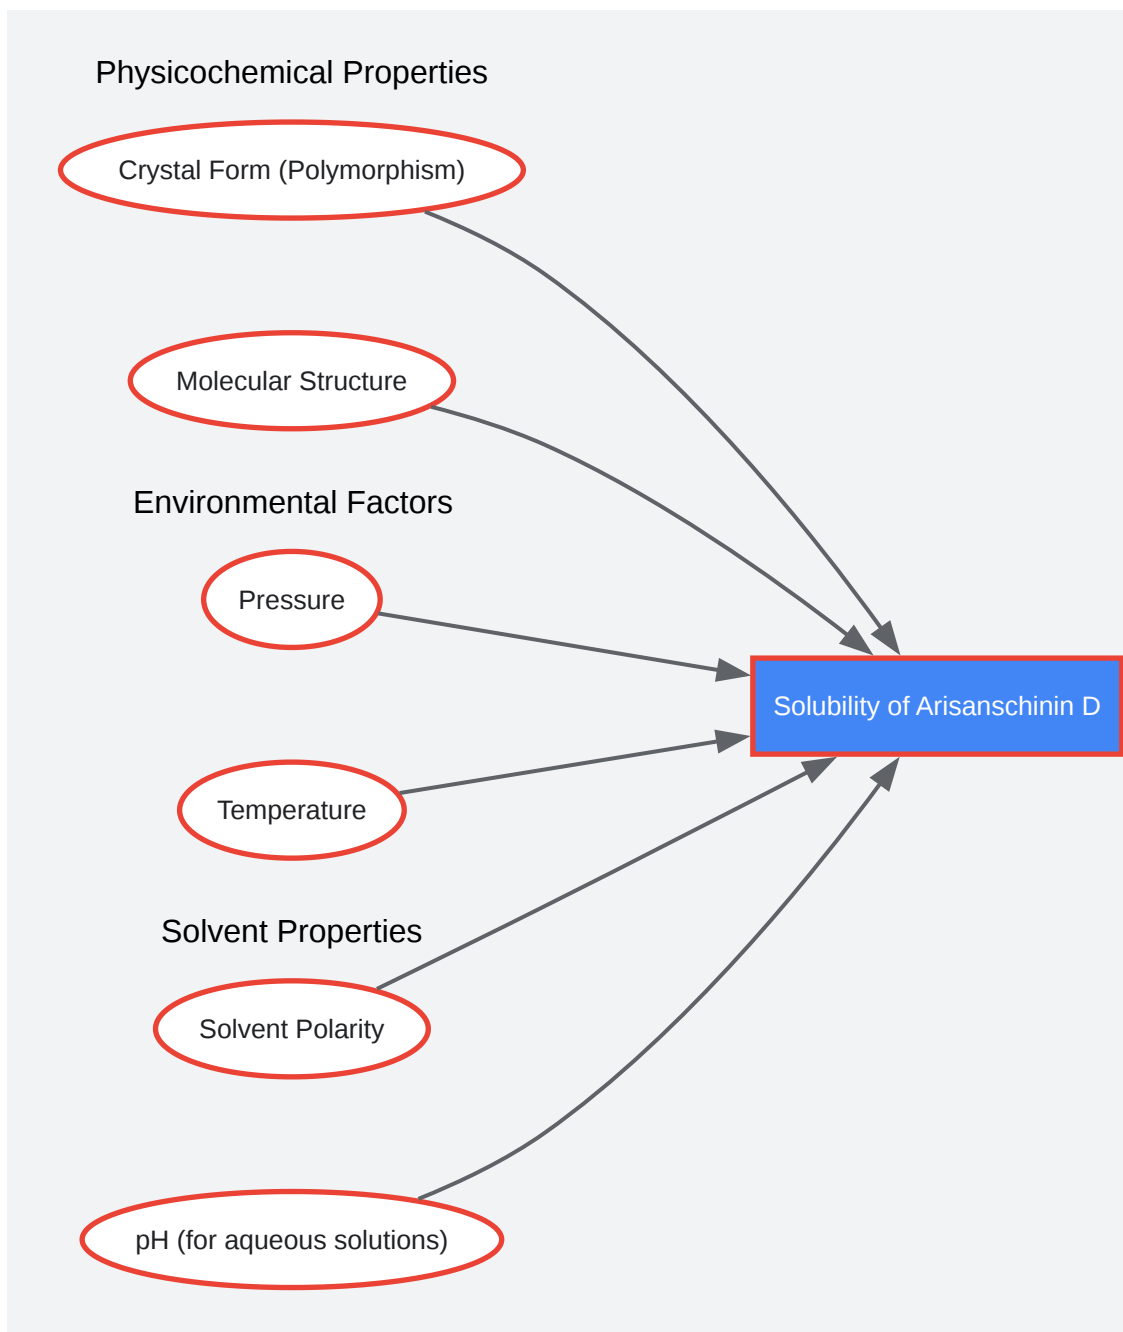 Physicochemical Properties
Crystal Form (Polymorphism)
Molecular Structure
Environmental Factors
Pressure
Solubility of Arisanschinin D
Temperature
Solvent Properties
Solvent Polarity
pH (for aqueous solutions)